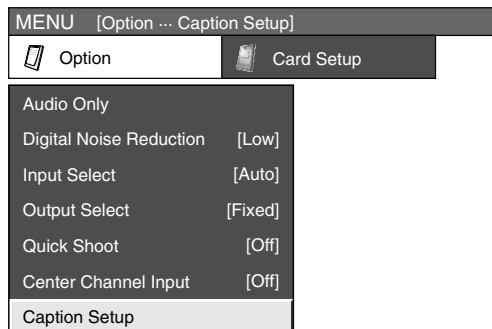 MENU [Option ··· Caption Setup]
Option Card Setup
Audio Only
Digital Noise Reduction [Low]
Input Select [Auto]
Output Select [Fixed]
Quick Shoot [Off]
Center Channel Input [Off]
Caption Setup